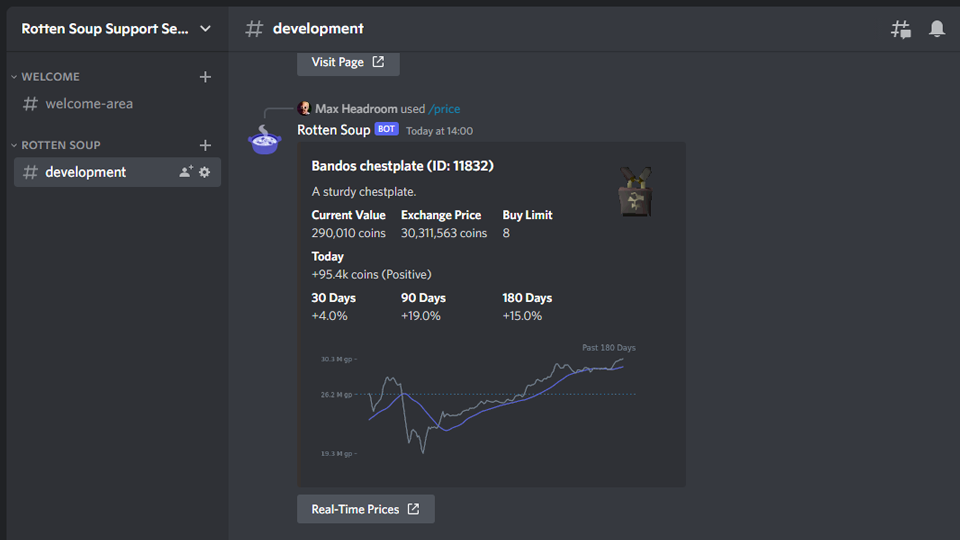 Rotten Soup Support Se...
development
WELCOME
welcome-area
ROTTEN SOUP
development
Visit Page
Max Headroom used /price
Rotten Soup BOT Today at 14:00
Bandos chestplate (ID: 11832)
A sturdy chestplate.
Current Value Exchange Price Buy Limit
290,010 coins 30,311,563 coins 8
Today
+95.4k coins (Positive)
30 Days 90 Days 180 Days
+4.0% +19.0% +15.0%
Past 180 Days
30.3 M gp
26.2 M gp
19.3 M gp
Real-Time Prices